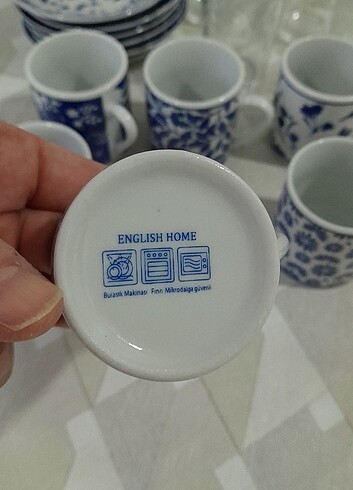 ENGLISH HOME
Bulaşık Makinası Fırın Mikrodalga güvenli